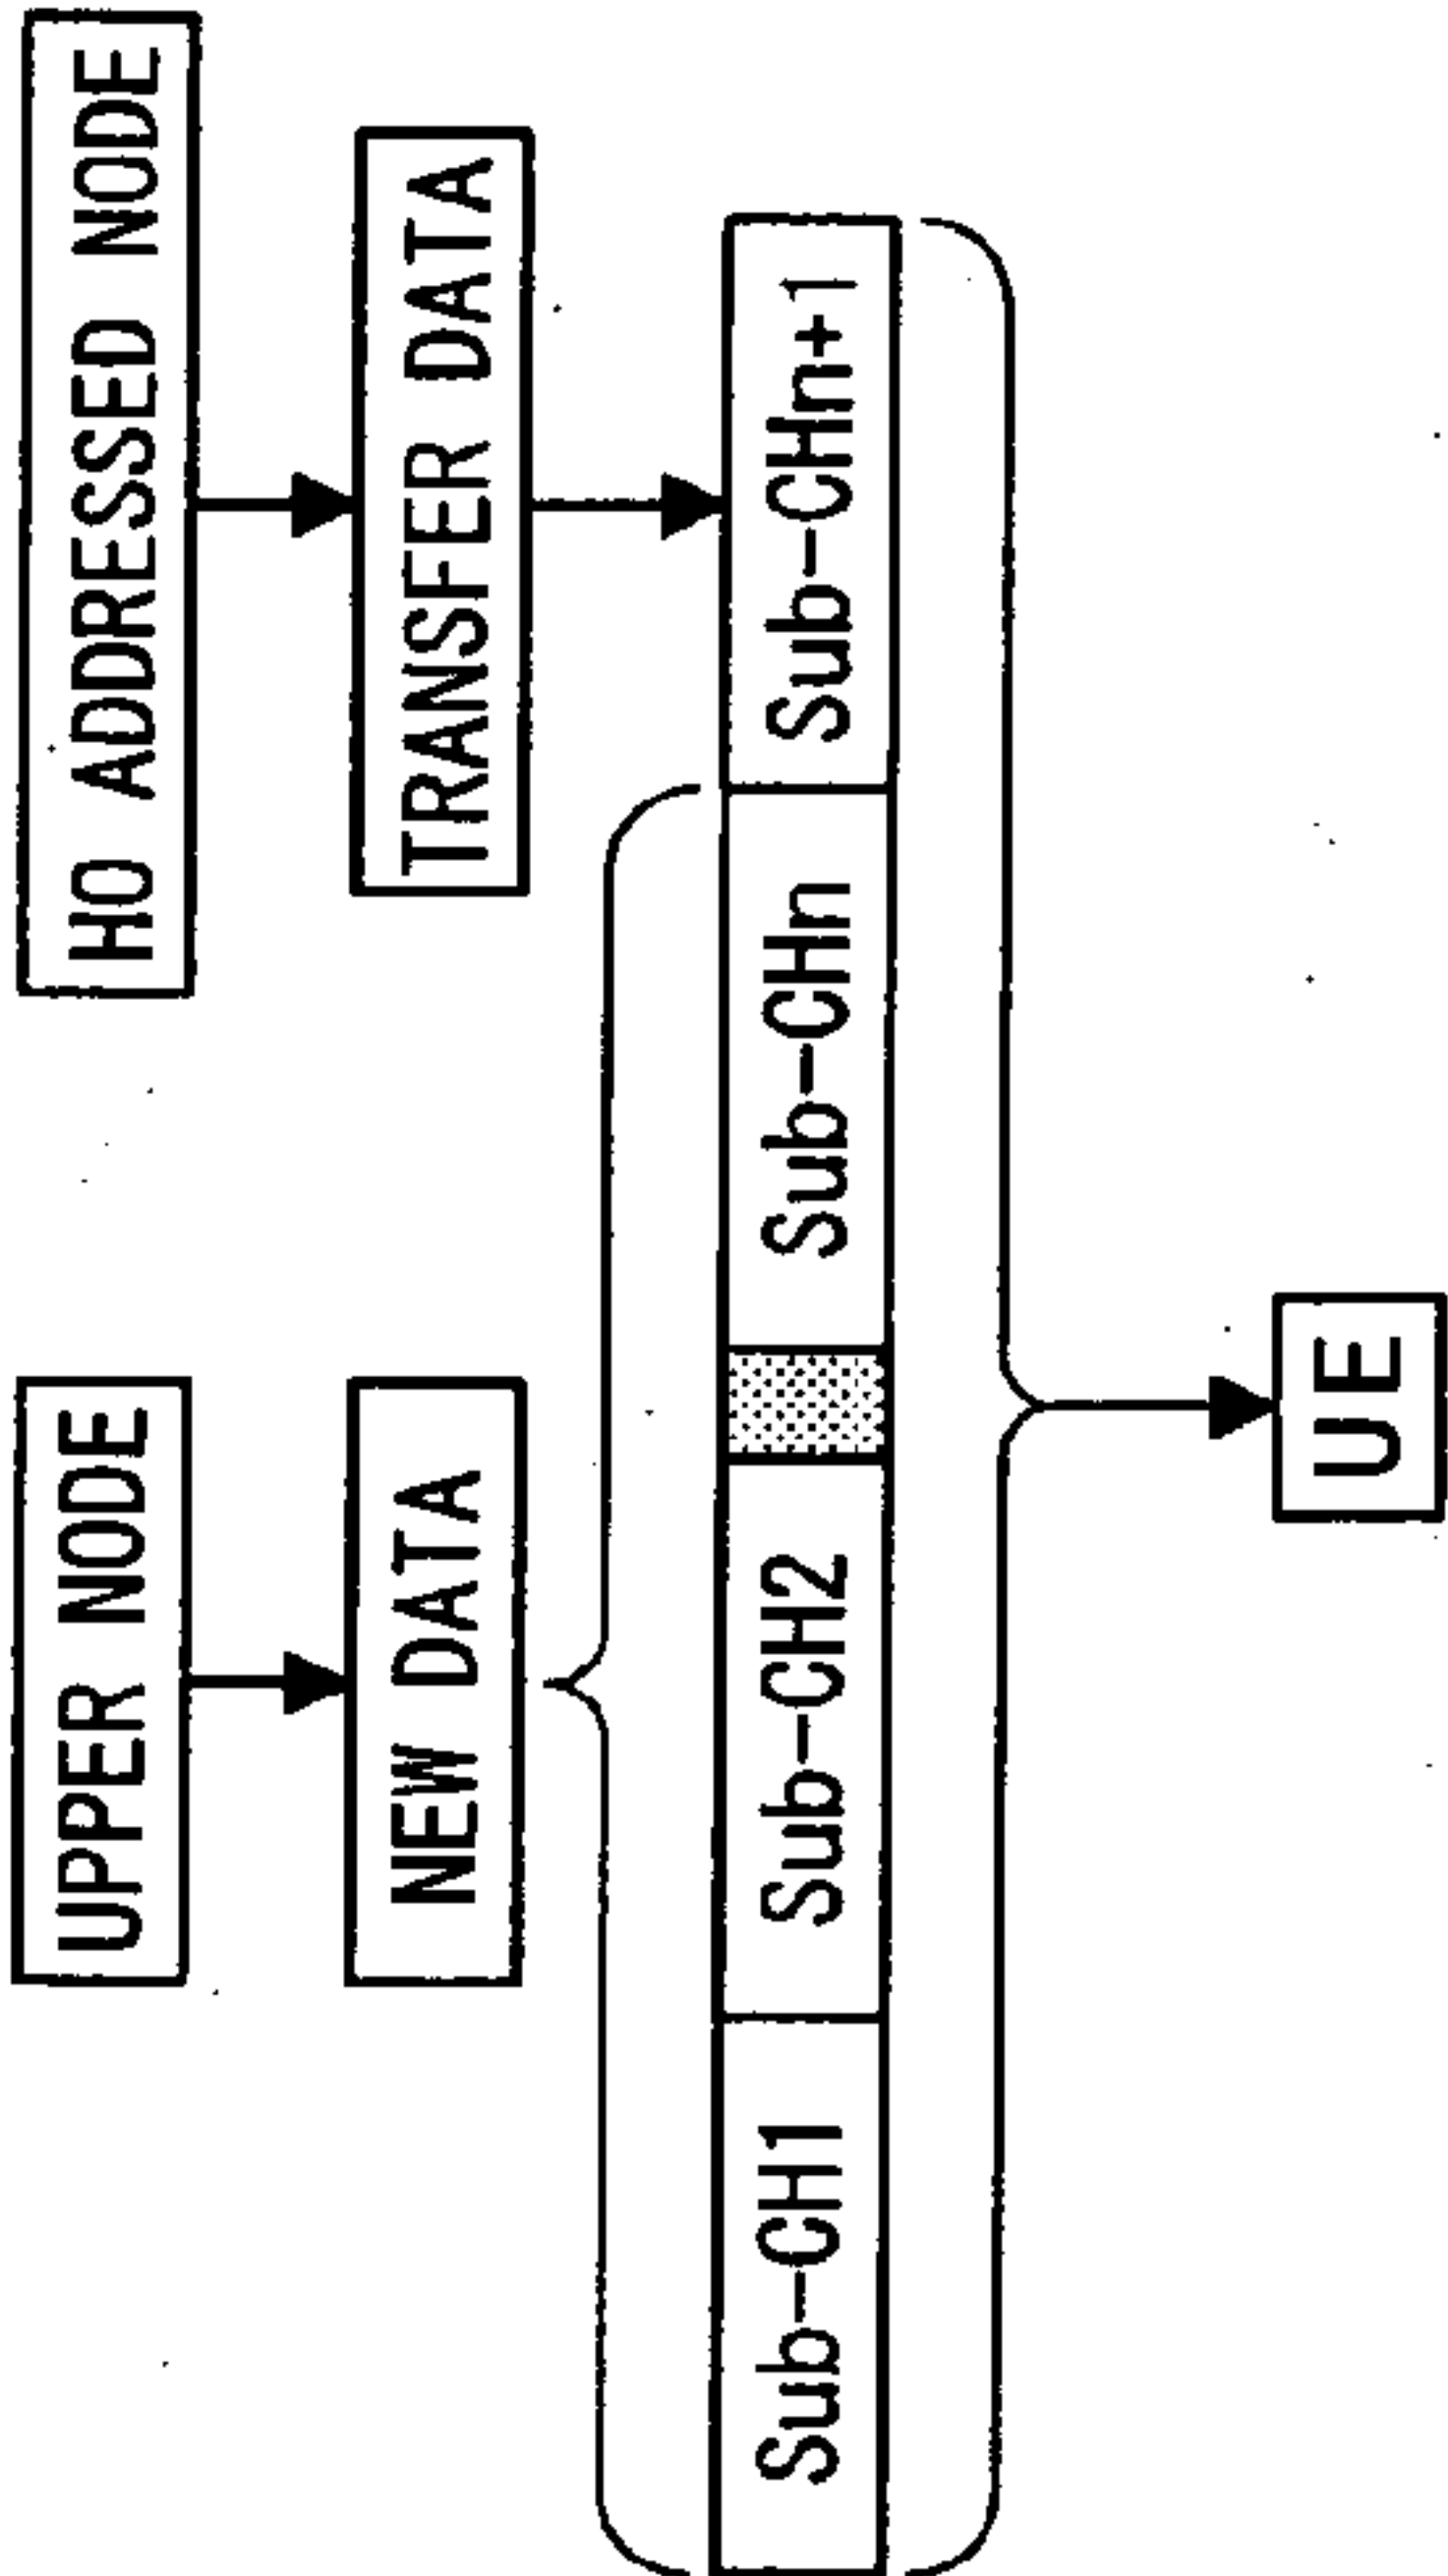 UPPER NODE
HO ADDRESSED NODE
NEW DATA
TRANSFER DATA
Sub-CH1
Sub-CH2
Sub-CHn
Sub-CHn+1
UE